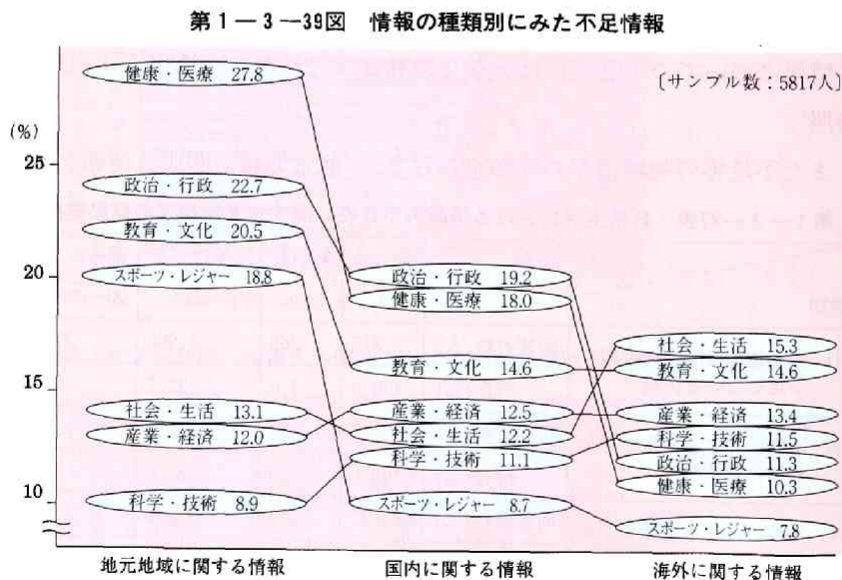 第1－3－39図 情報の種類別にみた不足情報
〔サンプル数：5817人〕
(%)
25
20
15
10
健康・医療 27.8
政治・行政 22.7
教育・文化 20.5
スポーツ・レジャー 18.8
社会・生活 13.1
産業・経済 12.0
科学・技術 8.9
政治・行政 19.2
健康・医療 18.0
教育・文化 14.6
産業・経済 12.5
社会・生活 12.2
科学・技術 11.1
スポーツ・レジャー 8.7
社会・生活 15.3
教育・文化 14.6
産業・経済 13.4
科学・技術 11.5
政治・行政 11.3
健康・医療 10.3
スポーツ・レジャー 7.8
地元地域に関する情報 国内に関する情報 海外に関する情報